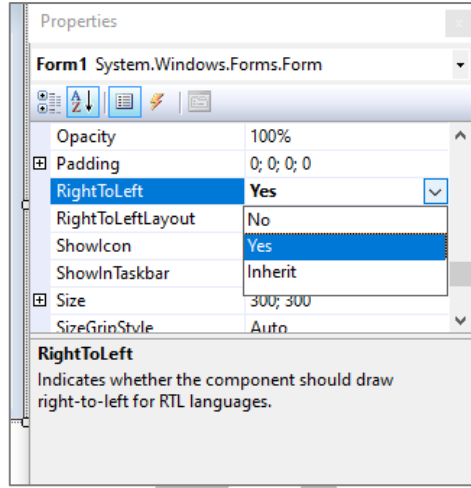 Properties
Form1 System.Windows.Forms.Form
Opacity 100%
Padding 0; 0; 0; 0
RightToLeft Yes
RightToLeftLayout No
ShowIcon Yes
ShowInTaskbar Inherit
Size 300; 300
SizeGripStyle Auto
RightToLeft
Indicates whether the component should draw
right-to-left for RTL languages.